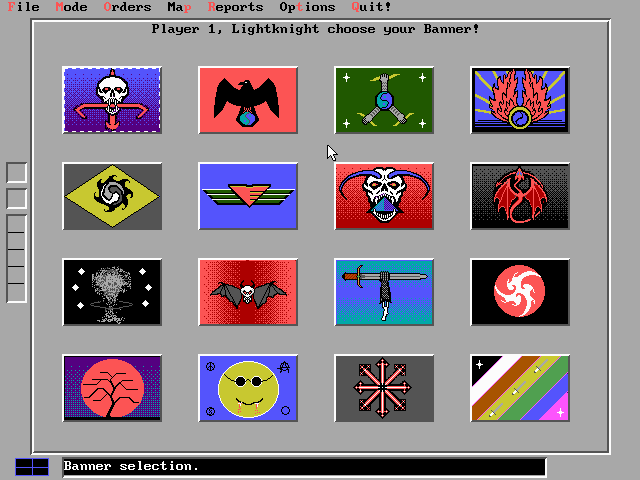 File Mode Orders Map Reports Options Quit!
Player 1, Lightknight choose your Banner!
Banner selection.